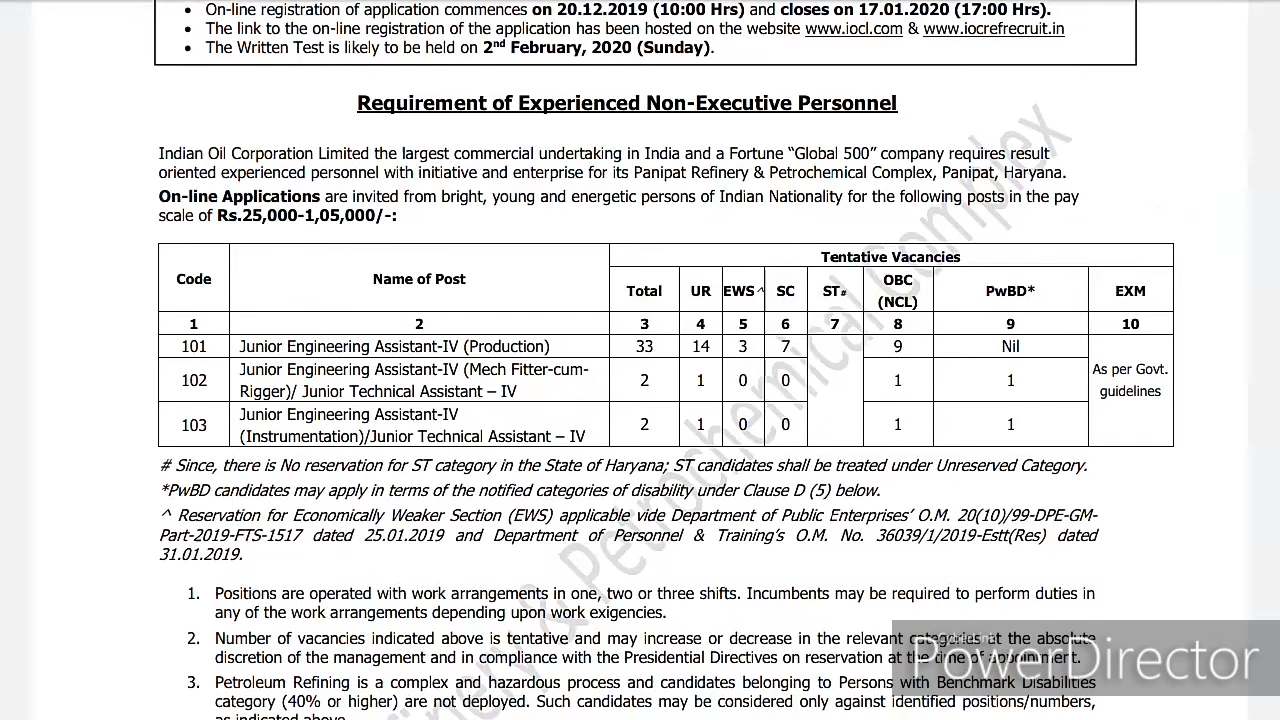 • On-line registration of application commences on 20.12.2019 (10:00 Hrs) and closes on 17.01.2020 (17:00 Hrs).
• The link to the on-line registration of the application has been hosted on the website www.iocl.com & www.iocrefrecruit.in
• The Written Test is likely to be held on 2nd February, 2020 (Sunday).
Requirement of Experienced Non-Executive Personnel
Indian Oil Corporation Limited the largest commercial undertaking in India and a Fortune "Global 500" company requires result
oriented experienced personnel with initiative and enterprise for its Panipat Refinery & Petrochemical Complex, Panipat, Haryana.
On-line Applications are invited from bright, young and energetic persons of Indian Nationality for the following posts in the pay
scale of Rs.25,000-1,05,000/-:
Code Name of Post Tentative Vacancies
Total UR EWS^ SC ST# OBC (NCL) PwBD* EXM
1 2 3 4 5 6 7 8 9 10
101 Junior Engineering Assistant-IV (Production) 33 14 3 7 9 Nil As per Govt. guidelines
102 Junior Engineering Assistant-IV (Mech Fitter-cum-
Rigger)/ Junior Technical Assistant – IV 2 1 0 0 1 1
103 Junior Engineering Assistant-IV
(Instrumentation)/Junior Technical Assistant – IV 2 1 0 0 1 1
# Since, there is No reservation for ST category in the State of Haryana; ST candidates shall be treated under Unreserved Category.
*PwBD candidates may apply in terms of the notified categories of disability under Clause D (5) below.
^ Reservation for Economically Weaker Section (EWS) applicable vide Department of Public Enterprises' O.M. 20(10)/99-DPE-GM-
Part-2019-FTS-1517 dated 25.01.2019 and Department of Personnel & Training's O.M. No. 36039/1/2019-Estt(Res) dated
31.01.2019.
1. Positions are operated with work arrangements in one, two or three shifts. Incumbents may be required to perform duties in
any of the work arrangements depending upon work exigencies.
2. Number of vacancies indicated above is tentative and may increase or decrease in the relevant categories at the absolute
discretion of the management and in compliance with the Presidential Directives on reservation at the time of appointment.
3. Petroleum Refining is a complex and hazardous process and candidates belonging to Persons with Benchmark Disabilities
category (40% or higher) are not deployed. Such candidates may be considered only against identified positions/numbers,
as indicated above.
& Petrochemical Complex
PowerDirector